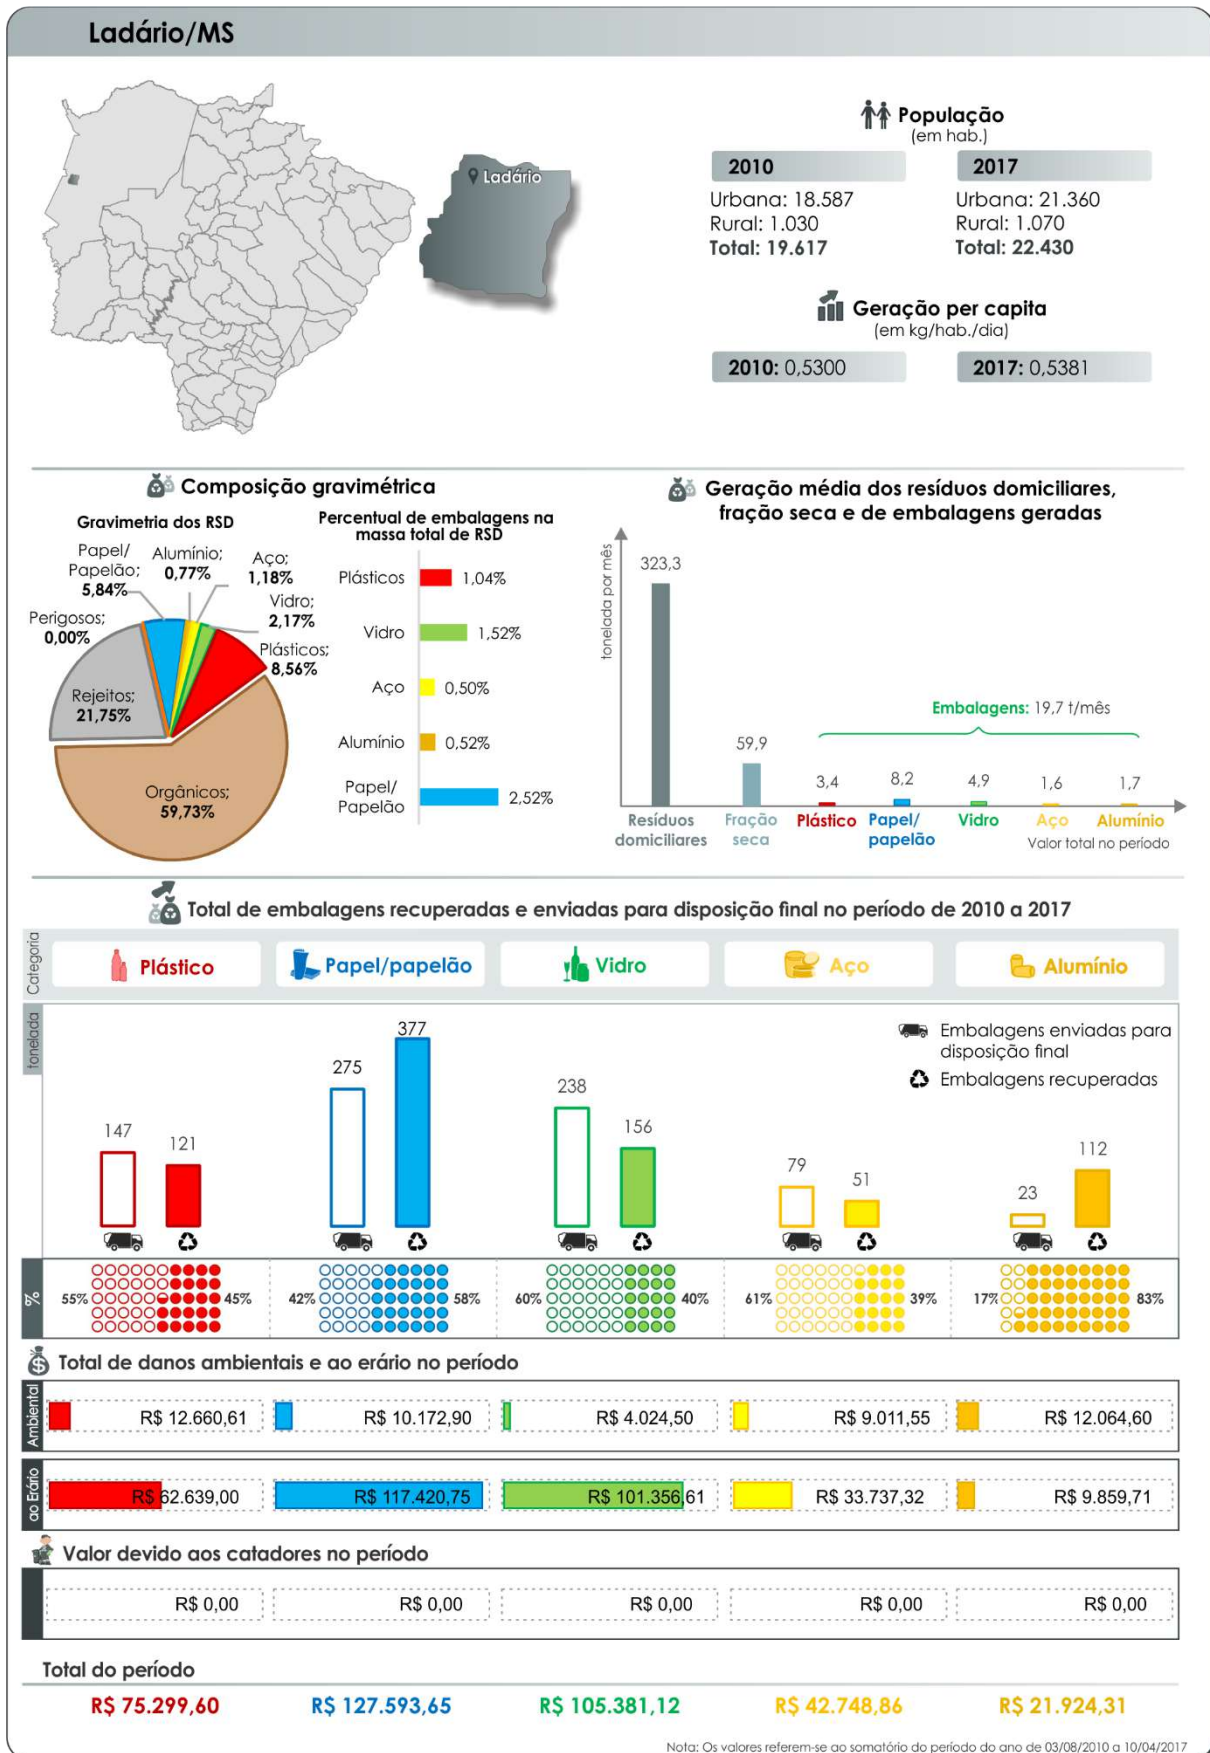 Ladário/MS
Ladário
População
(em hab.)
2010
Urbana: 18.587
Rural: 1.030
Total: 19.617
2017
Urbana: 21.360
Rural: 1.070
Total: 22.430
Geração per capita
(em kg/hab./dia)
2010: 0,5300
2017: 0,5381
Composição gravimétrica
Gravimetria dos RSD
Papel/
Papelão;
5,84%
Alumínio;
0,77%
Aço;
1,18%
Vidro;
2,17%
Plásticos;
8,56%
Perigosos;
0,00%
Rejeitos;
21,75%
Orgânicos;
59,73%
Percentual de embalagens na
massa total de RSD
Plásticos
1,04%
Vidro
1,52%
Aço
0,50%
Alumínio
0,52%
Papel/
Papelão
2,52%
Geração média dos resíduos domiciliares,
fração seca e de embalagens geradas
tonelada por mês
323,3
59,9
Embalagens: 19,7 t/mês
3,4
8,2
4,9
1,6
1,7
Resíduos
domiciliares
Fração
seca
Plástico
Papel/
papelão
Vidro
Aço
Alumínio
Valor total no período
Total de embalagens recuperadas e enviadas para disposição final no período de 2010 a 2017
Categoria
Plástico
Papel/papelão
Vidro
Aço
Alumínio
tonelada
147
121
275
377
238
156
79
51
23
112
Embalagens enviadas para
disposição final
Embalagens recuperadas
%
55%
45%
42%
58%
60%
40%
61%
39%
17%
83%
Total de danos ambientais e ao erário no período
Ambiental
R$ 12.660,61
R$ 10.172,90
R$ 4.024,50
R$ 9.011,55
R$ 12.064,60
ao Erário
R$ 62.639,00
R$ 117.420,75
R$ 101.356,61
R$ 33.737,32
R$ 9.859,71
Valor devido aos catadores no período
R$ 0,00
R$ 0,00
R$ 0,00
R$ 0,00
R$ 0,00
Total do período
R$ 75.299,60
R$ 127.593,65
R$ 105.381,12
R$ 42.748,86
R$ 21.924,31
Nota: Os valores referem-se ao somatório do período do ano de 03/08/2010 a 10/04/2017